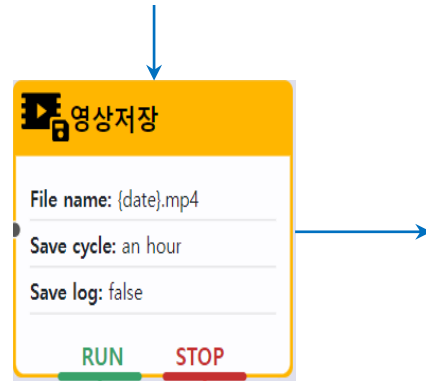 영상저장
File name: {date}.mp4
Save cycle: an hour
Save log: false
RUN STOP